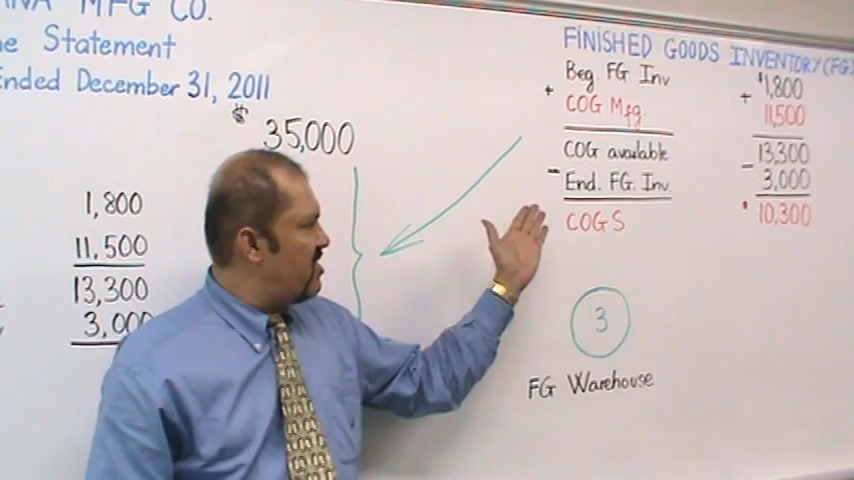 MFG CO.
Statement
Ended December 31, 2011
$
35,000
1,800
11,500
13,300
3,000
FINISHED GOODS INVENTORY (FG)
Beg. FG. Inv $1,800
+ COG Mfg. + 11,500
COG available 13,300
- End. FG. Inv. - 3,000
COGS 10,300
3
FG Warehouse